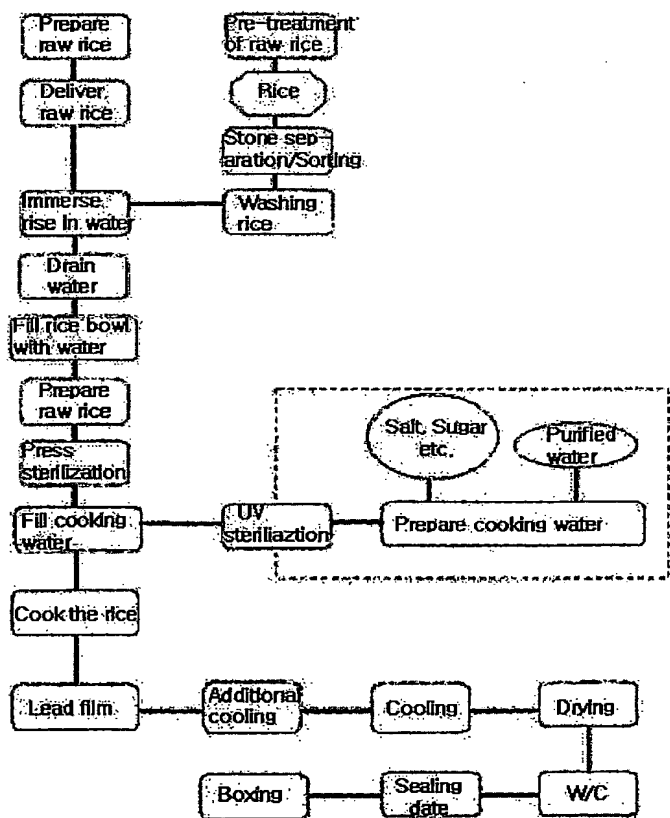 Prepare
raw rice
Pre-treatment
of raw rice
Deliver
raw rice
Rice
Stone sep-
aration/Sorting
Immerse
rise in water
Washing
rice
Drain
water
Fill rice bowl
with water
Prepare
raw rice
Press
sterilization
Salt, Sugar
etc.
Purified
water
Fill cooking
water
UV
steriliaztion
Prepare cooking water
Cook the rice
Lead film
Additional
cooling
Cooling
Drying
Boxing
Sealing
date
W/C